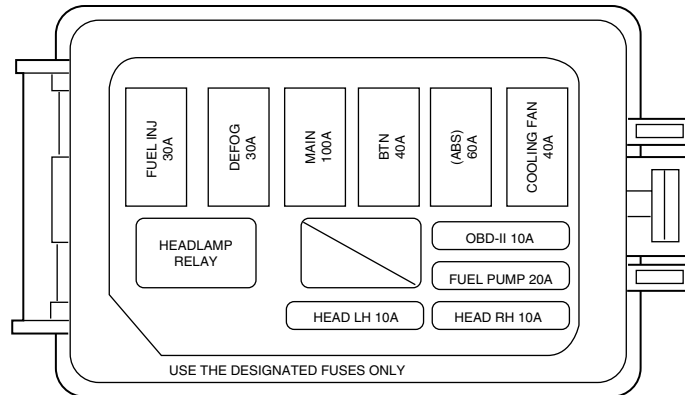 FUEL INJ
30A
DEFOG
30A
MAIN
100A
BTN
40A
(ABS)
60A
COOLING FAN
40A
HEADLAMP
RELAY
OBD-II 10A
FUEL PUMP 20A
HEAD LH 10A
HEAD RH 10A
USE THE DESIGNATED FUSES ONLY